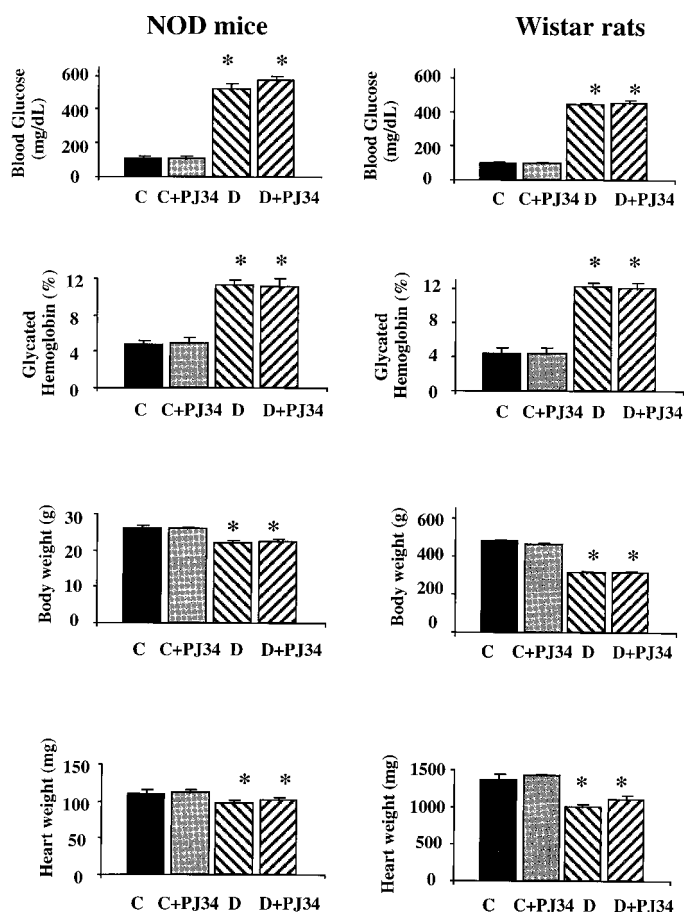 NOD mice
Wistar rats
Blood Glucose
(mg/dL)
600
400
200
0
*
*
C C+PJ34 D D+PJ34
Blood Glucose
(mg/dL)
600
400
200
0
*
*
C C+PJ34 D D+PJ34
Glycated
Hemoglobin (%)
12
8
4
0
*
*
C C+PJ34 D D+PJ34
Glycated
Hemoglobin (%)
12
8
4
0
*
*
C C+PJ34 D D+PJ34
Body weight (g)
30
20
10
0
*
*
C C+PJ34 D D+PJ34
Body weight (g)
600
400
200
0
*
*
C C+PJ34 D D+PJ34
Heart weight (mg)
150
100
50
0
*
*
C C+PJ34 D D+PJ34
Heart weight (mg)
1500
1000
500
0
*
*
C C+PJ34 D D+PJ34